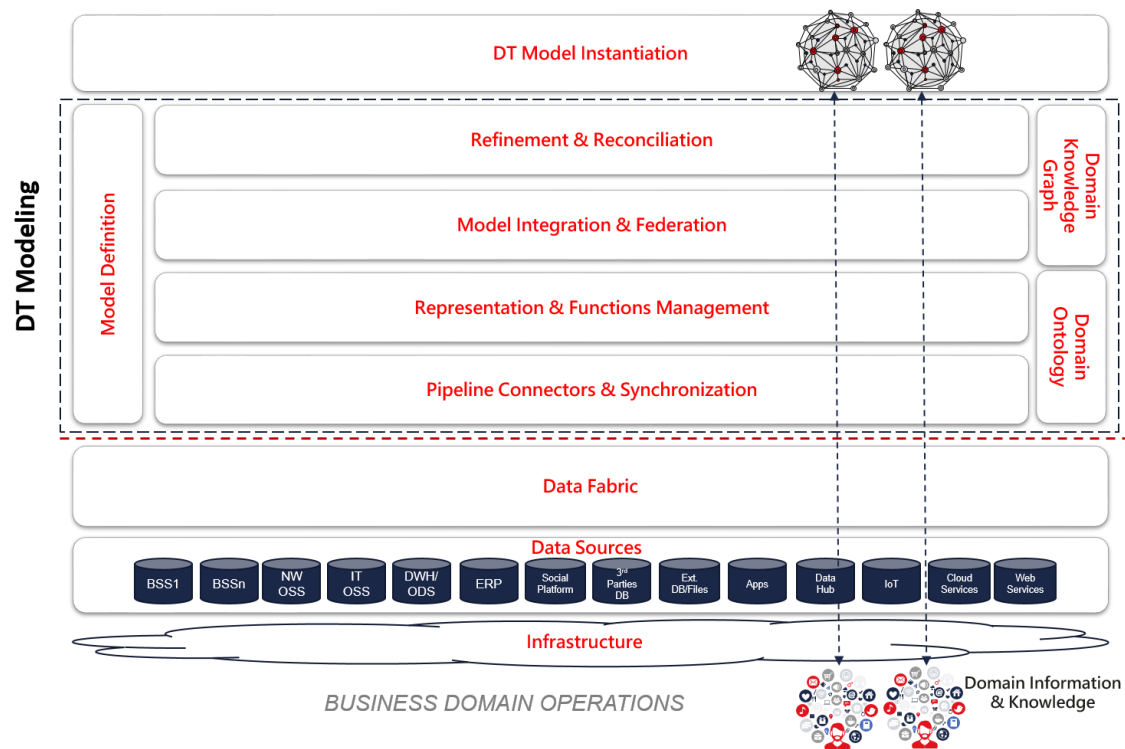 DT Model Instantiation
DT Modeling
Model Definition
Refinement & Reconciliation
Model Integration & Federation
Representation & Functions Management
Pipeline Connectors & Synchronization
Domain
Knowledge
Graph
Domain
Ontology
Data Fabric
Data Sources
BSS1
BSSn
NW
OSS
IT
OSS
DWH/
ODS
ERP
Social
Platform
3rd
Parties
DB
Ext.
DB/Files
Apps
Data
Hub
IoT
Cloud
Services
Web
Services
Infrastructure
BUSINESS DOMAIN OPERATIONS
Domain Information
& Knowledge